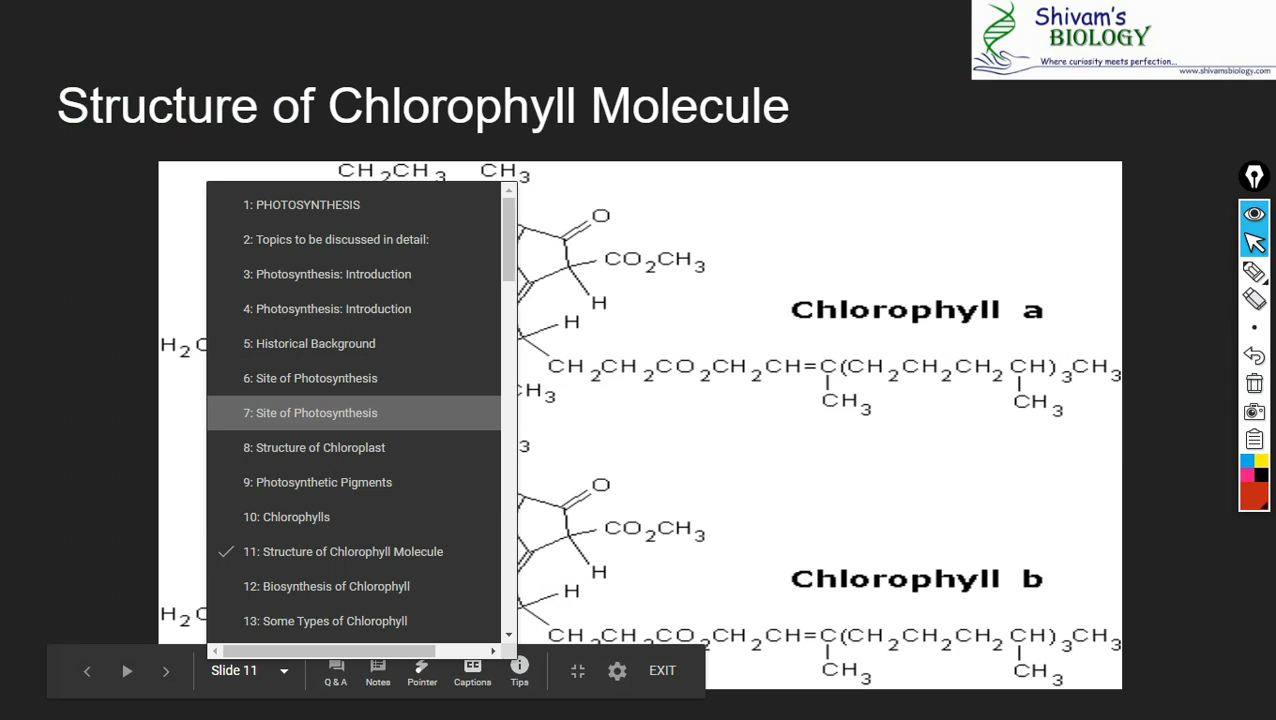 Shivam's
BIOLOGY
Where curiosity meets perfection...
www.shivamsbiology.com
Structure of Chlorophyll Molecule
CH2CH3 CH3
1: PHOTOSYNTHESIS
2: Topics to be discussed in detail:
3: Photosynthesis: Introduction
4: Photosynthesis: Introduction
5: Historical Background
6: Site of Photosynthesis
7: Site of Photosynthesis
8: Structure of Chloroplast
9: Photosynthetic Pigments
10: Chlorophylls
11: Structure of Chlorophyll Molecule
12: Biosynthesis of Chlorophyll
13: Some Types of Chlorophyll
O
CO2CH3
H
Chlorophyll a
H
H2C
CH2CH2CO2CH2CH=C(CH2CH2CH2CH)3CH3
CH3
CH3 CH3
3
O
CO2CH3
H
Chlorophyll b
H
H2C
CH2CH2CO2CH2CH=C(CH2CH2CH2CH)3CH3
CH3 CH3
Slide 11
Q & A
Notes
Pointer
CC
Captions
Tips
EXIT